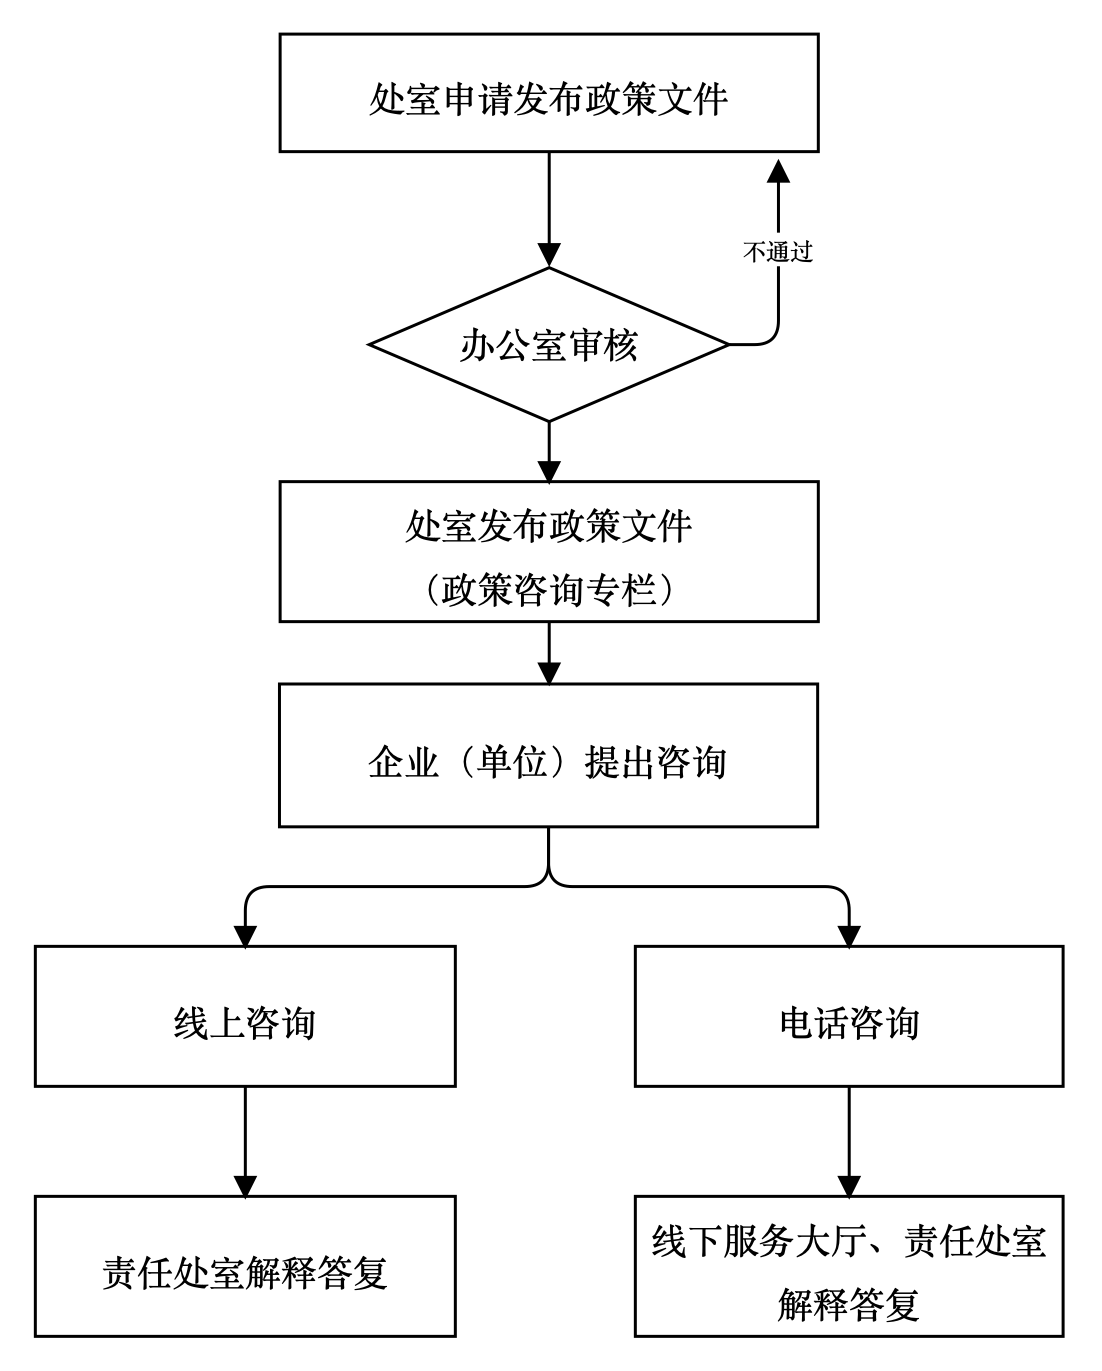 处室申请发布政策文件
不通过
办公室审核
处室发布政策文件
（政策咨询专栏）
企业（单位）提出咨询
线上咨询
电话咨询
责任处室解释答复
线下服务大厅、责任处室
解释答复